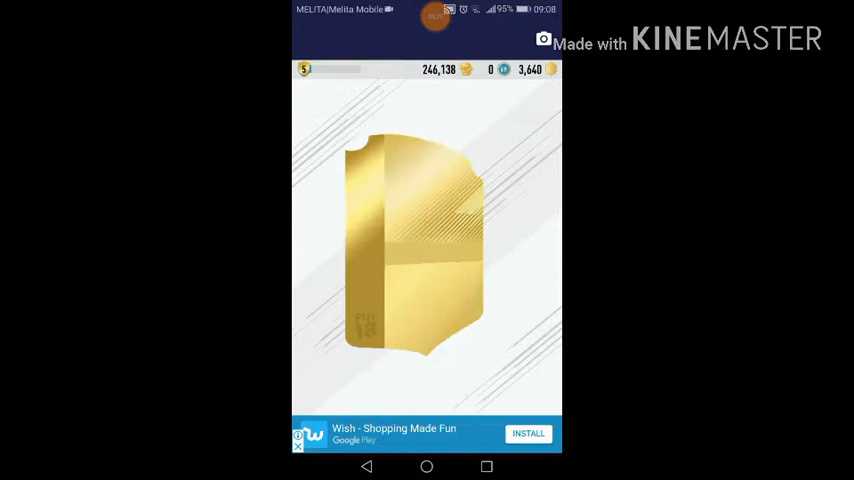 MELITA|Melita Mobile
95%
09:08
Made with KINEMASTER
5
246,138
0
3,640
18
Wish - Shopping Made Fun
Google Play
INSTALL